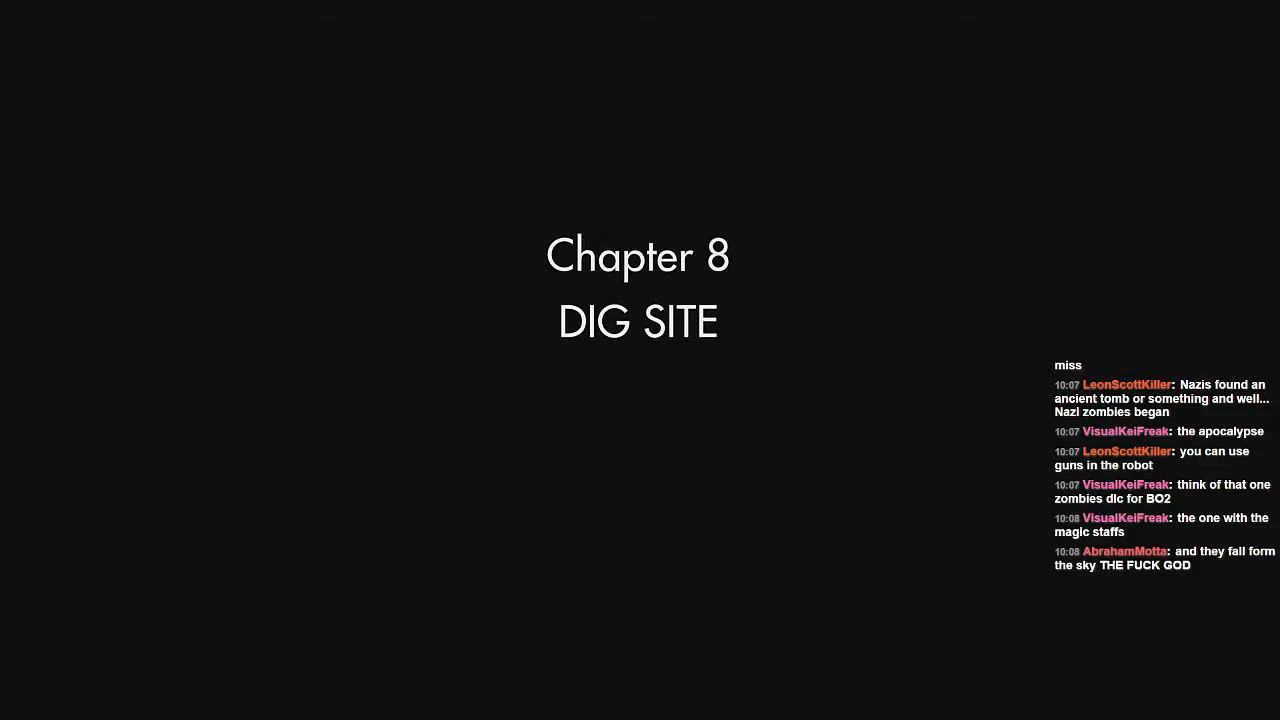 Chapter 8
DIG SITE
miss
10:07 LeonScottKiller: Nazis found an
ancient tomb or something and well...
Nazi zombies began
10:07 VisualKeiFreak: the apocalypse
10:07 LeonScottKiller: you can use
guns in the robot
10:07 VisualKeiFreak: think of that one
zombies dlc for BO2
10:08 VisualKeiFreak: the one with the
magic staffs
10:08 AbrahamMotta: and they fall form
the sky THE FUCK GOD